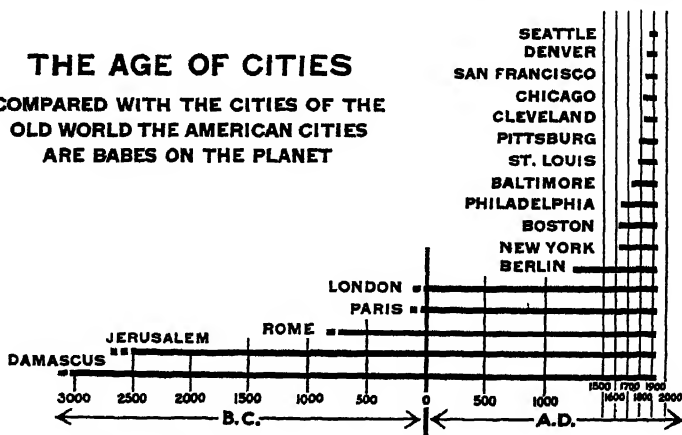 THE AGE OF CITIES
COMPARED WITH THE CITIES OF THE
OLD WORLD THE AMERICAN CITIES
ARE BABES ON THE PLANET
SEATTLE
DENVER
SAN FRANCISCO
CHICAGO
CLEVELAND
PITTSBURG
ST. LOUIS
BALTIMORE
PHILADELPHIA
BOSTON
NEW YORK
BERLIN
LONDON
PARIS
ROME
JERUSALEM
DAMASCUS
3000 2500 2000 1500 1000 500 0 500 1000 1500 1700 1900
1600 1800 2000
B.C. A.D.